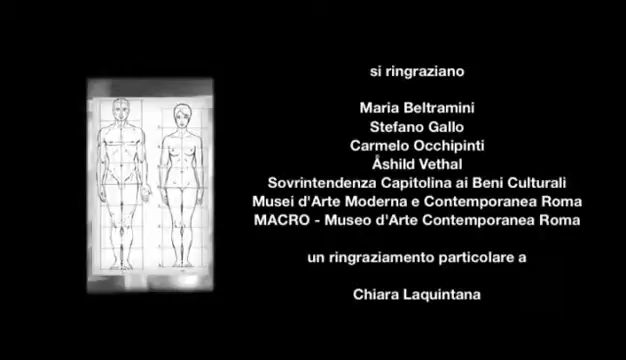 si ringraziano
Maria Beltramini
Stefano Gallo
Carmelo Occhipinti
Åshild Vethal
Sovrintendenza Capitolina ai Beni Culturali
Musei d'Arte Moderna e Contemporanea Roma
MACRO - Museo d'Arte Contemporanea Roma
un ringraziamento particolare a
Chiara Laquintana